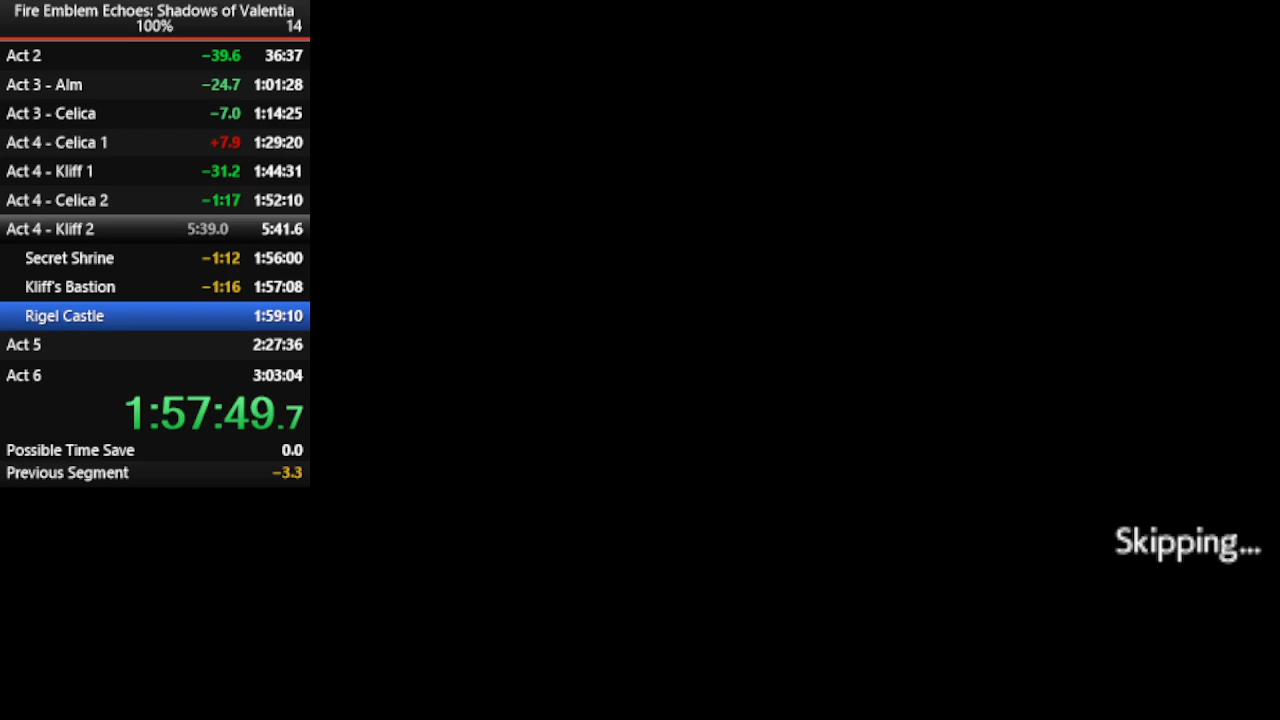 Fire Emblem Echoes: Shadows of Valentia
100% 14
Act 2 −39.6 36:37
Act 3 - Alm −24.7 1:01:28
Act 3 - Celica −7.0 1:14:25
Act 4 - Celica 1 +7.9 1:29:20
Act 4 - Kliff 1 −31.2 1:44:31
Act 4 - Celica 2 −1:17 1:52:10
Act 4 - Kliff 2 5:39.0 5:41.6
Secret Shrine −1:12 1:56:00
Kliff's Bastion −1:16 1:57:08
Rigel Castle 1:59:10
Act 5 2:27:36
Act 6 3:03:04
1:57:49.7
Possible Time Save 0.0
Previous Segment −3.3
Skipping...